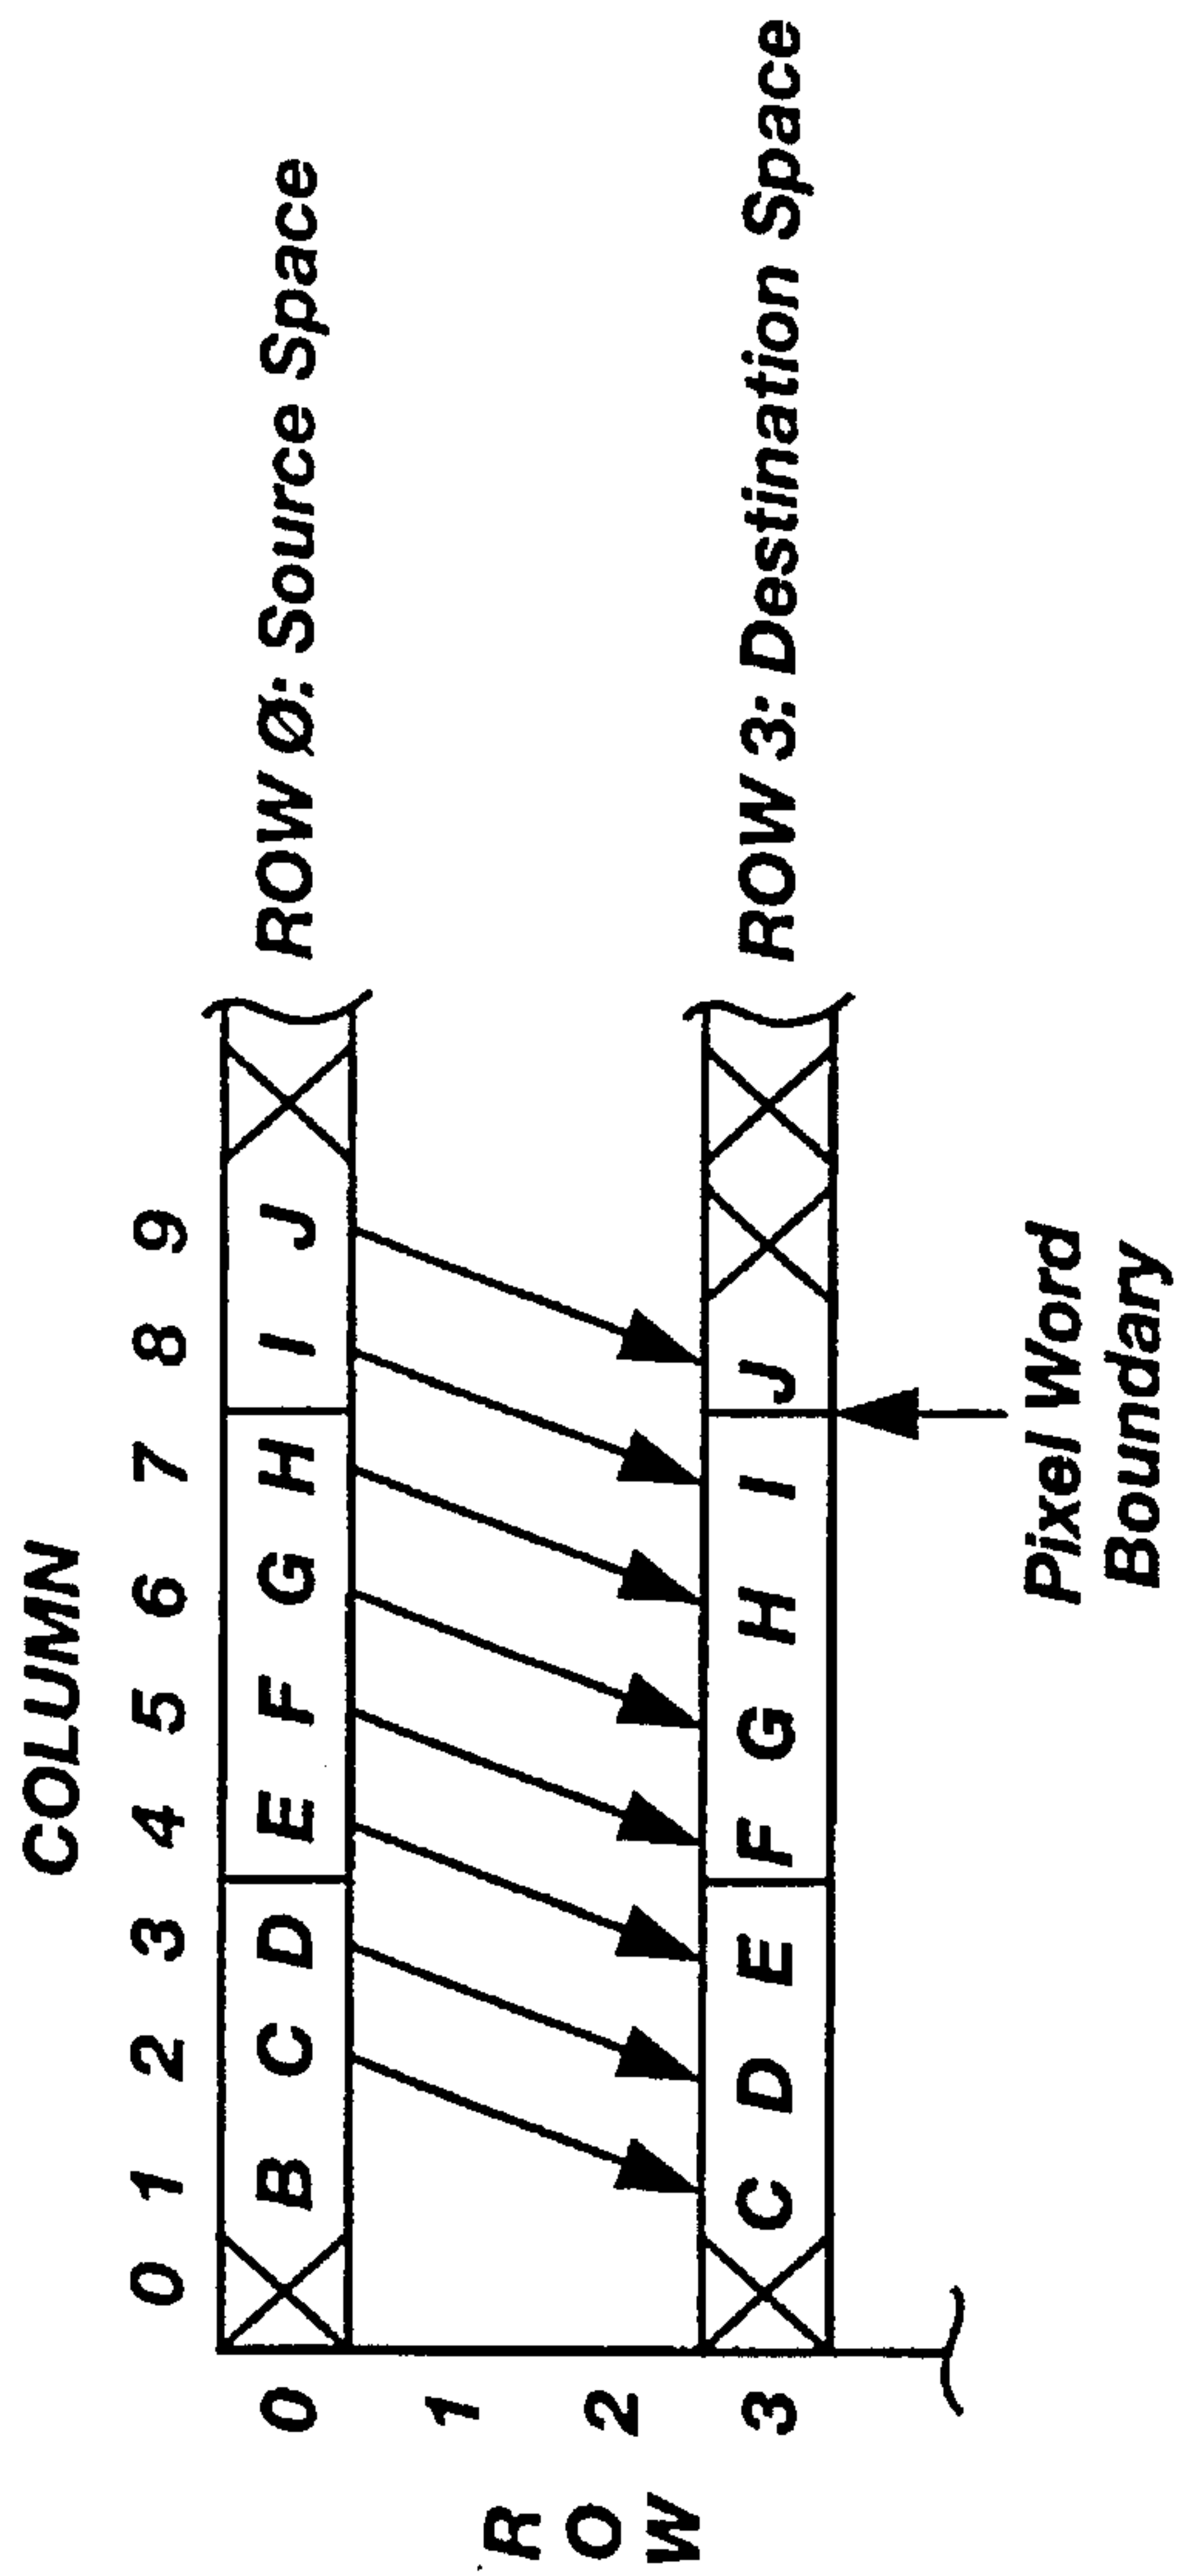 COLUMN
0 1 2 3 4 5 6 7 8 9
0 B C D E F G H I J ROW Ø: Source Space
1
2
3 C D E F G H I J ROW 3: Destination Space
R
O
W
Pixel Word
Boundary